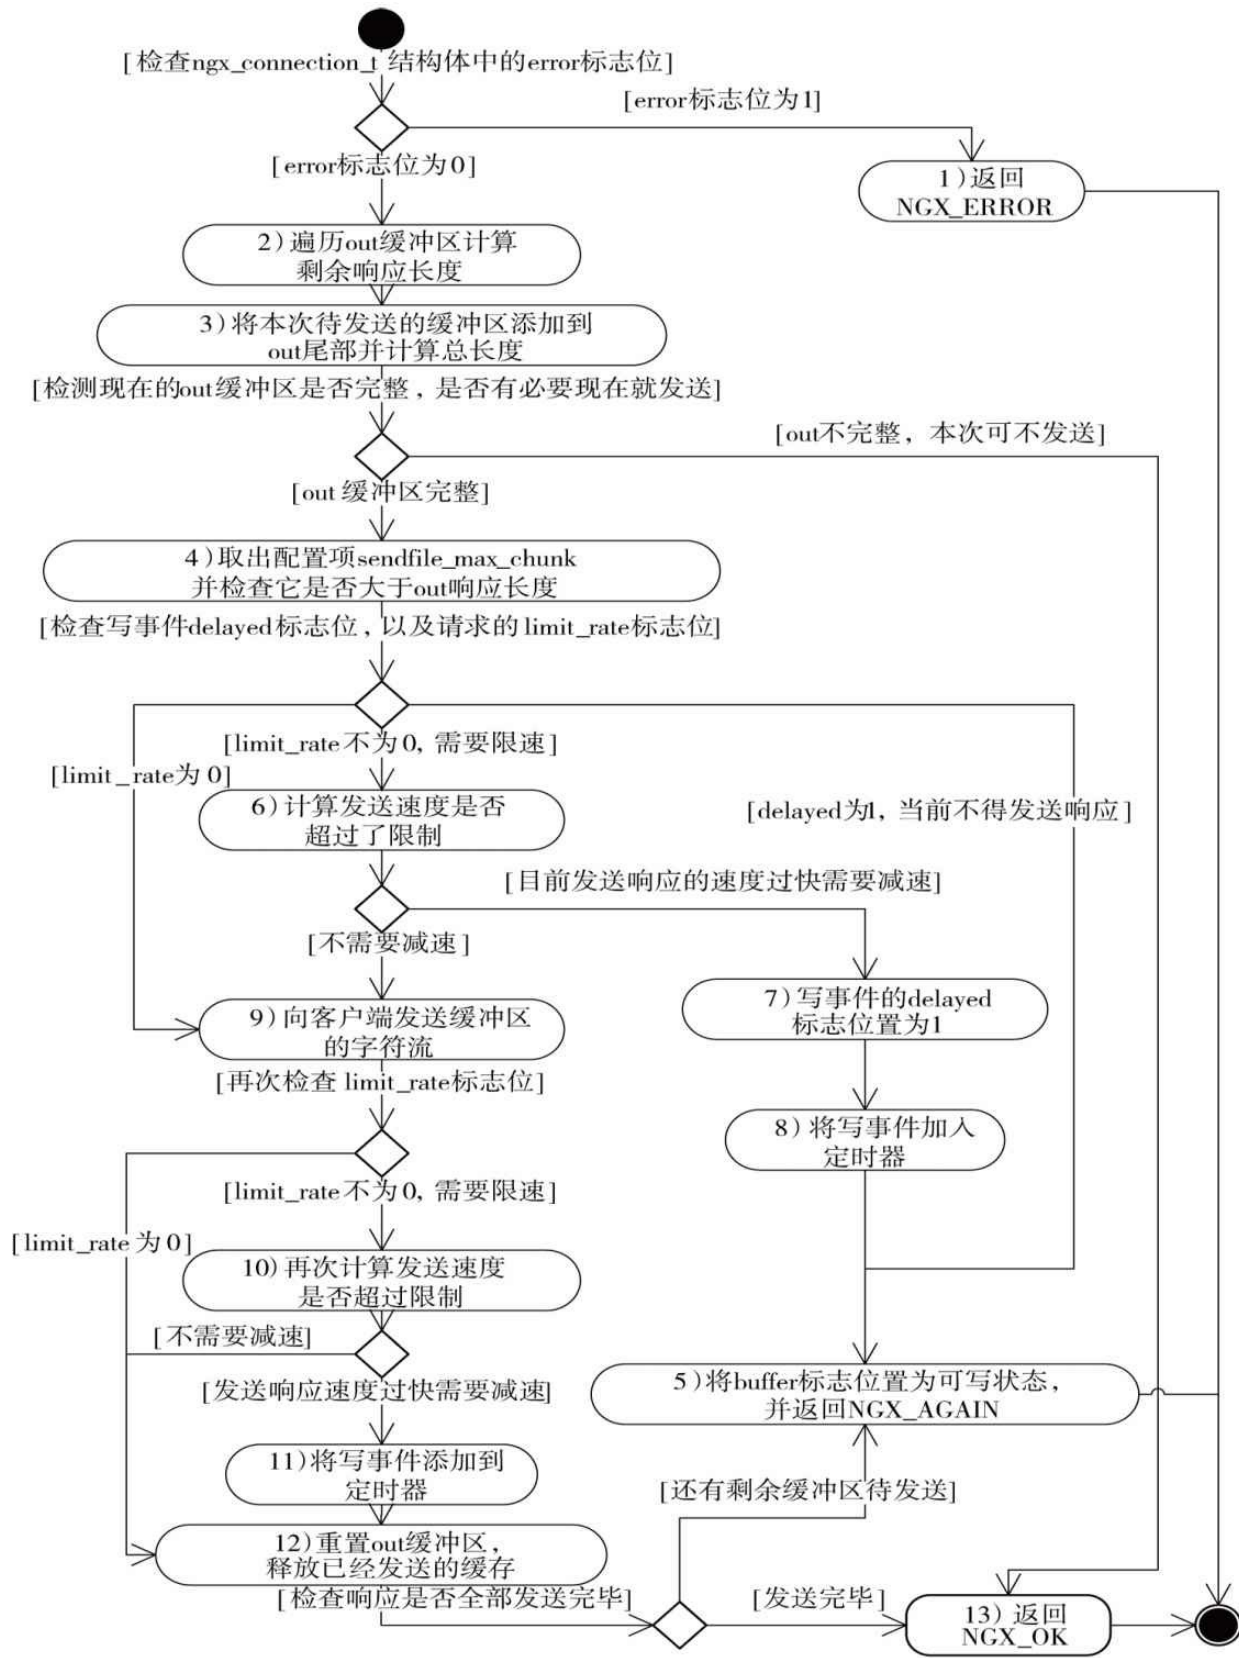 [检查ngx_connection_t 结构体中的error标志位]
[error标志位为1]
[error标志位为0]
1)返回
NGX_ERROR
2)遍历out缓冲区计算
剩余响应长度
3)将本次待发送的缓冲区添加到
out尾部并计算总长度
[检测现在的out缓冲区是否完整，是否有必要现在就发送]
[out不完整，本次可不发送]
[out 缓冲区完整]
4)取出配置项sendfile_max_chunk
并检查它是否大于out响应长度
[检查写事件delayed标志位，以及请求的limit_rate标志位]
[limit_rate不为0, 需要限速]
[limit_rate为0]
6)计算发送速度是否
超过了限制
[delayed为1, 当前不得发送响应]
[目前发送响应的速度过快需要减速]
[不需要减速]
7)写事件的delayed
标志位置为1
9)向客户端发送缓冲区
的字符流
[再次检查 limit_rate标志位]
8)将写事件加入
定时器
[limit_rate不为0, 需要限速]
[limit_rate为0]
10)再次计算发送速度
是否超过限制
[不需要减速]
[发送响应速度过快需要减速]
5)将buffer标志位置为可写状态，
并返回NGX_AGAIN
11)将写事件添加到
定时器
[还有剩余缓冲区待发送]
12)重置out缓冲区，
释放已经发送的缓存
[检查响应是否全部发送完毕]
[发送完毕]
13)返回
NGX_OK